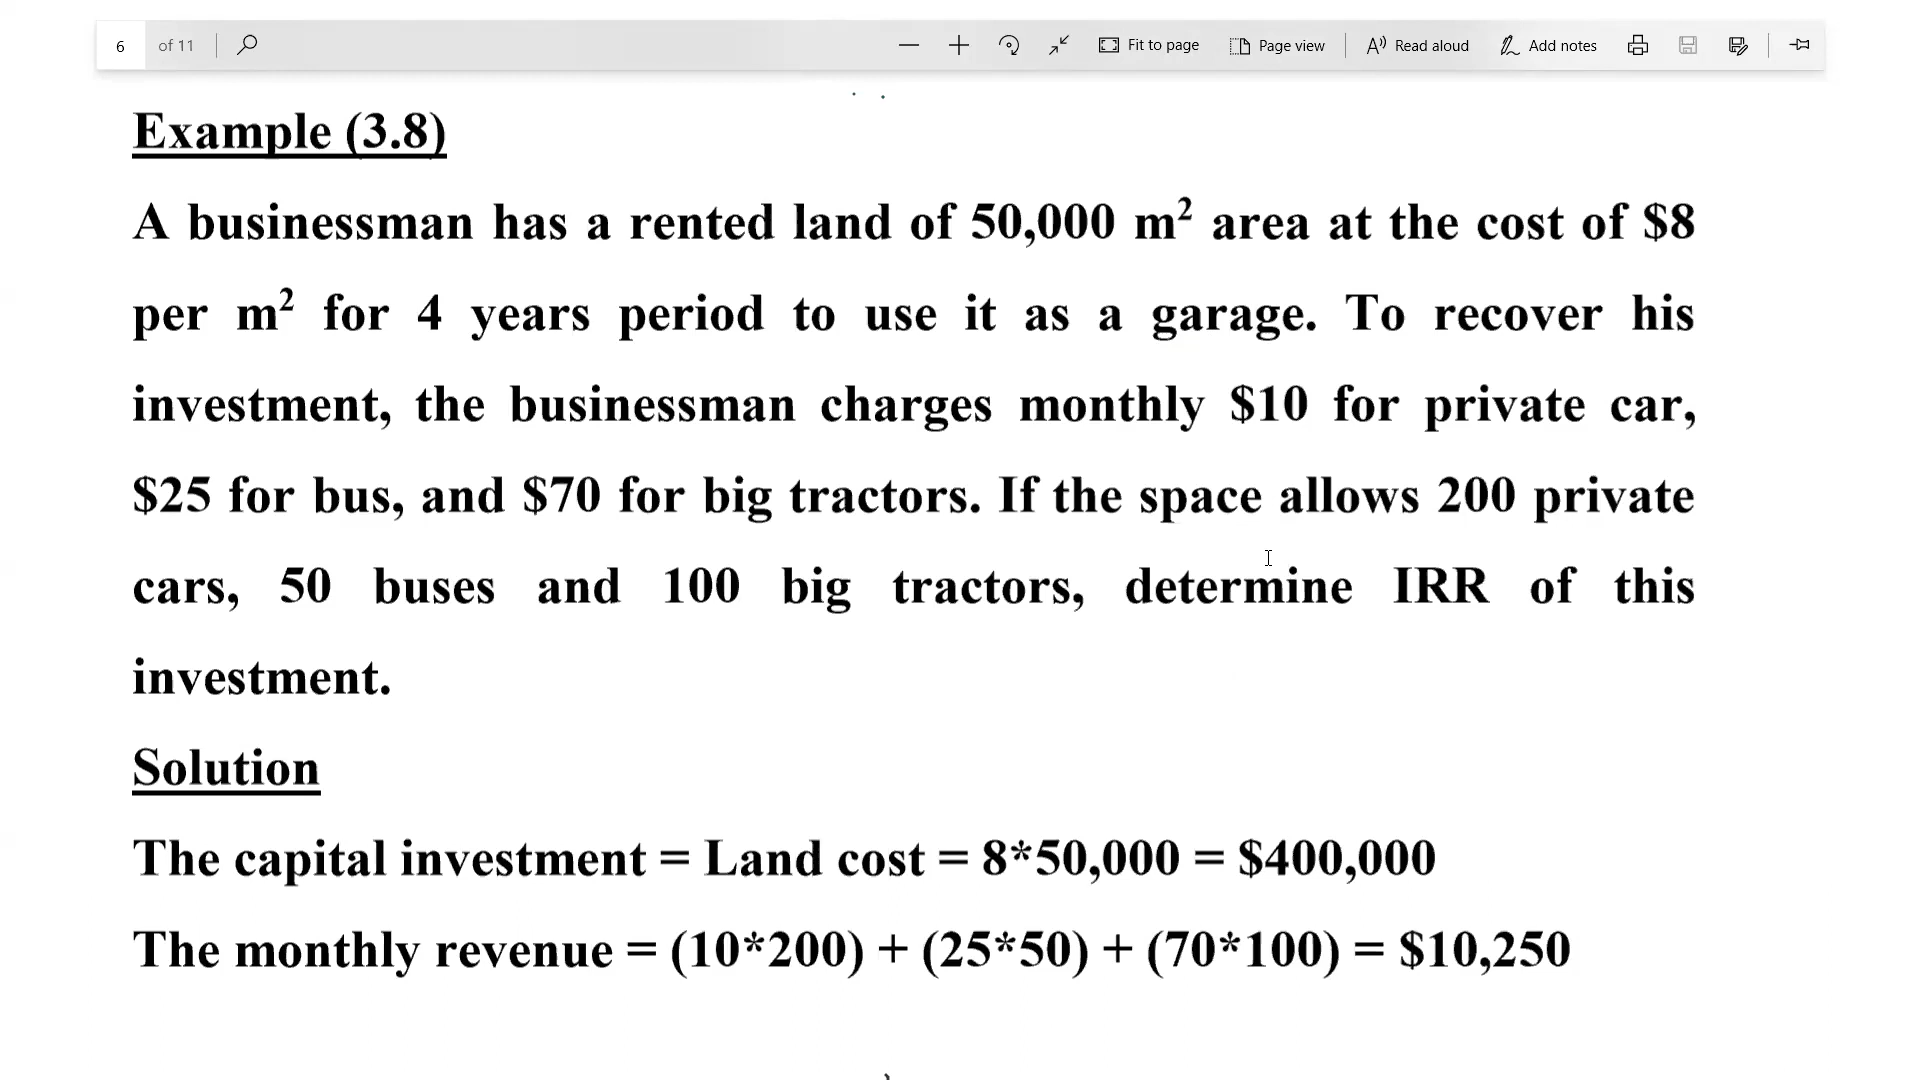 6 of 11 Fit to page Page view Read aloud Add notes
Example (3.8)
A businessman has a rented land of 50,000 m² area at the cost of $8
per m² for 4 years period to use it as a garage. To recover his
investment, the businessman charges monthly $10 for private car,
$25 for bus, and $70 for big tractors. If the space allows 200 private
cars, 50 buses and 100 big tractors, determine IRR of this
investment.
Solution
The capital investment = Land cost = 8*50,000 = $400,000
The monthly revenue = (10*200) + (25*50) + (70*100) = $10,250